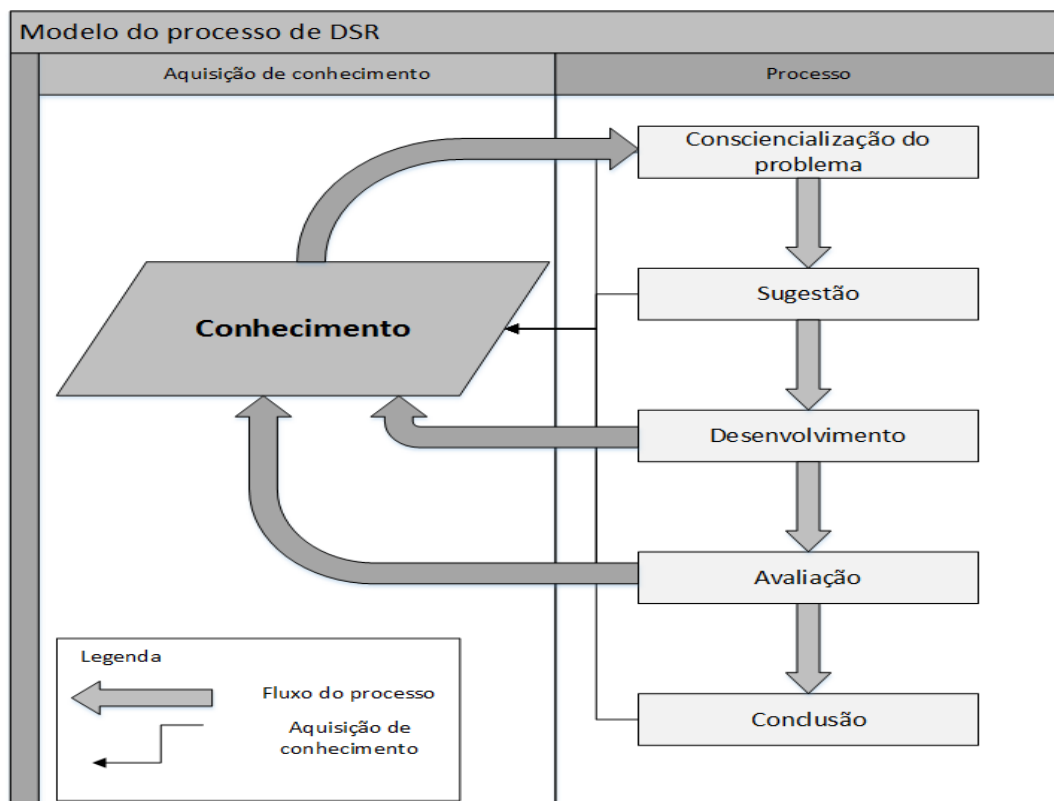 Modelo do processo de DSR
Aquisição de conhecimento
Processo
Consciencialização do
problema
Sugestão
Conhecimento
Desenvolvimento
Avaliação
Legenda
Fluxo do processo
Aquisição de
conhecimento
Conclusão